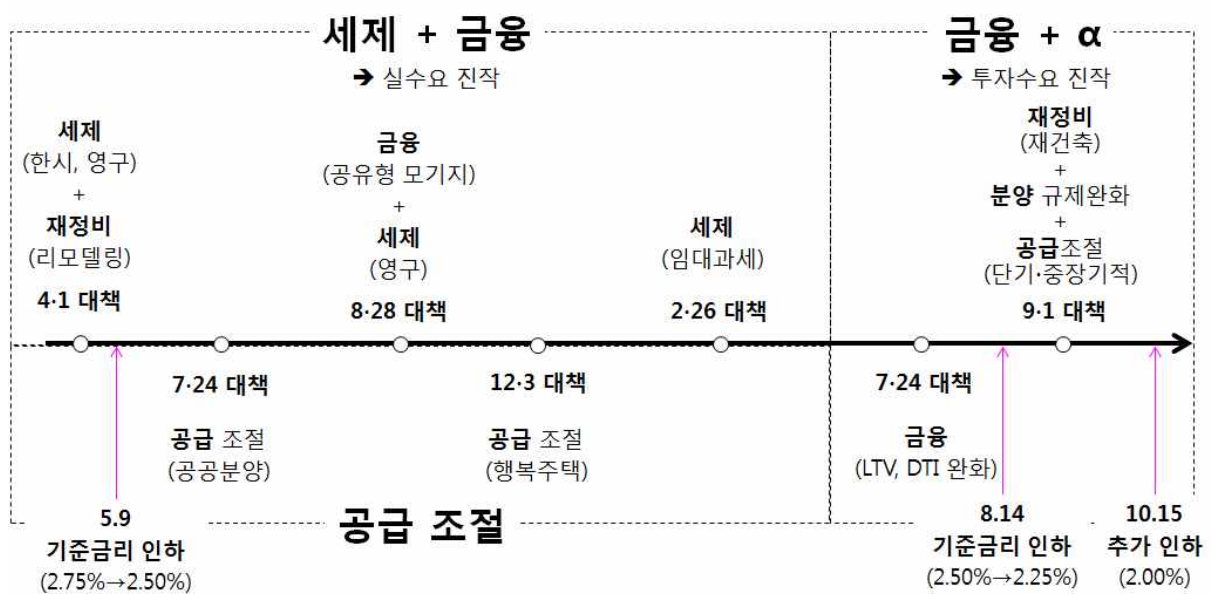 세제 + 금융
➔ 실수요 진작
세제
(한시, 영구)
+
재정비
(리모델링)
4·1 대책
금융
(공유형 모기지)
+
세제
(영구)
8·28 대책
세제
(임대과세)
2·26 대책
7·24 대책
공급 조절
(공공분양)
12·3 대책
공급 조절
(행복주택)
공급 조절
5.9
기준금리 인하
(2.75%→2.50%)
금융 + α
➔ 투자수요 진작
재정비
(재건축)
+
분양 규제완화
+
공급조절
(단기·중장기적)
9·1 대책
7·24 대책
금융
(LTV, DTI 완화)
8.14
기준금리 인하
(2.50%→2.25%)
10.15
추가 인하
(2.00%)